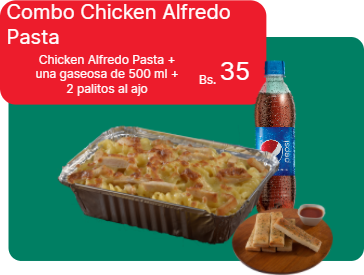 Combo Chicken Alfredo
Pasta
Chicken Alfredo Pasta +
una gaseosa de 500 ml +
2 palitos al ajo
Bs. 35
pepsi